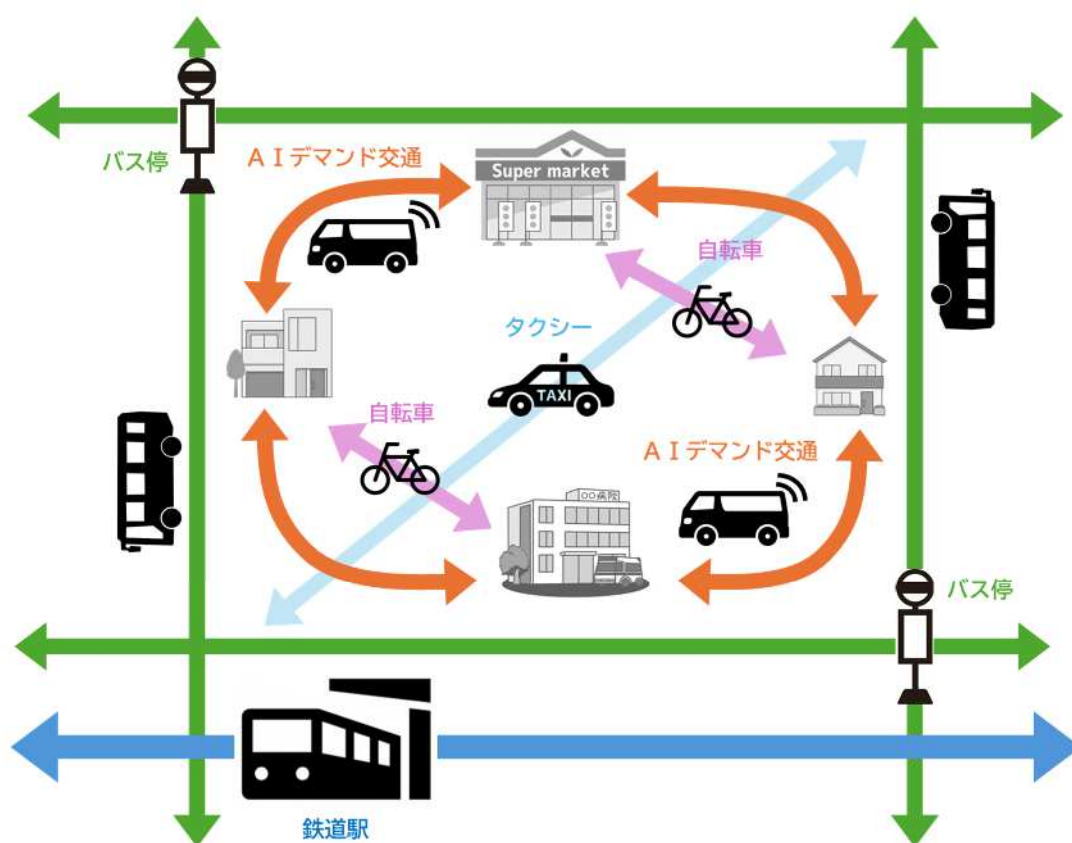 バス停
ＡＩデマンド交通
Super market
自転車
タクシー
TAXI
自転車
ＡＩデマンド交通
○○病院
バス停
鉄道駅